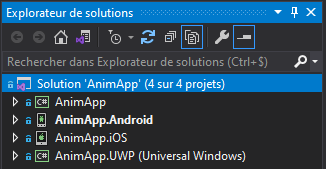 Explorateur de solutions
Rechercher dans Explorateur de solutions (Ctrl+$)
Solution 'AnimApp' (4 sur 4 projets)
C# AnimApp
AnimApp.Android
AnimApp.iOS
C# AnimApp.UWP (Universal Windows)